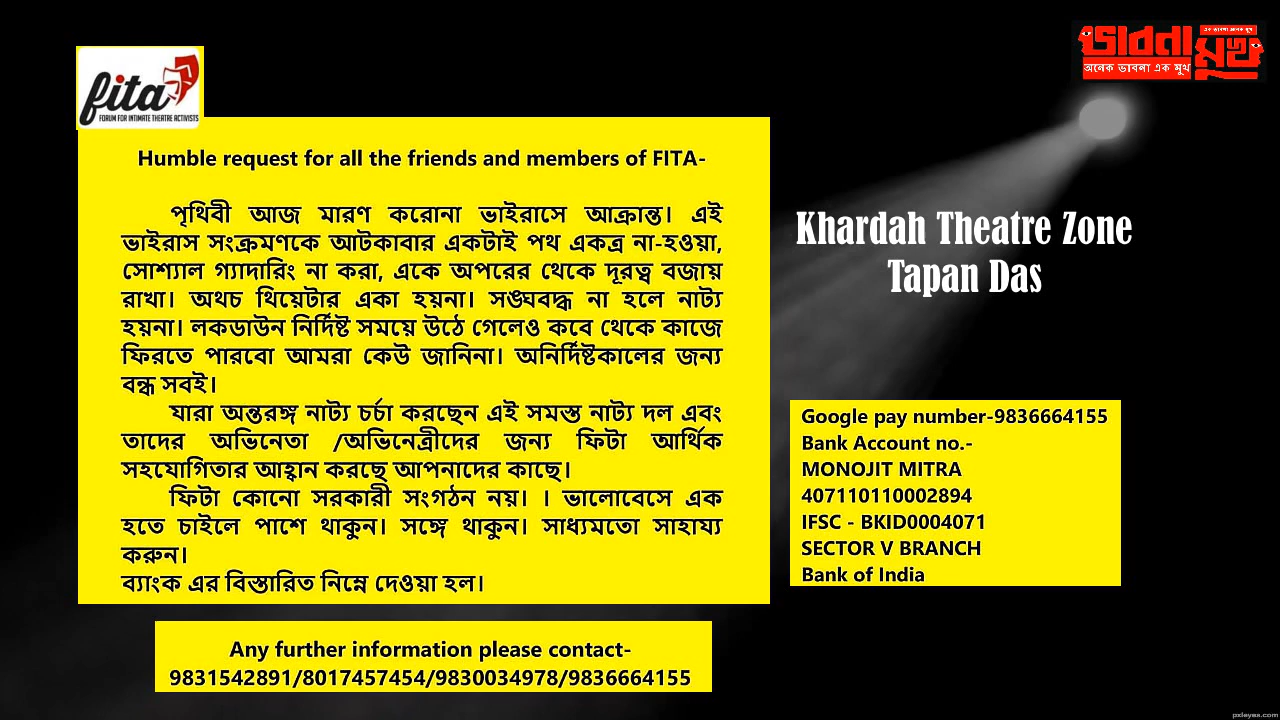 fita
FORUM FOR INTIMATE THEATRE ACTIVISTS
ভাবনা মুখ
এক ভাবনা অনেক মুখ
অনেক ভাবনা এক মুখ
Humble request for all the friends and members of FITA-
পৃথিবী আজ মারণ করোনা ভাইরাসে আক্রান্ত। এই
ভাইরাস সংক্রমণকে আটকাবার একটাই পথ একত্র না-হওয়া,
সোশ্যাল গ্যাদারিং না করা, একে অপরের থেকে দূরত্ব বজায়
রাখা। অথচ থিয়েটার একা হয়না। সঙ্ঘবদ্ধ না হলে নাট্য
হয়না। লকডাউন নির্দিষ্ট সময়ে উঠে গেলেও কবে থেকে কাজে
ফিরতে পারবো আমরা কেউ জানিনা। অনির্দিষ্টকালের জন্য
বন্ধ সবই।
যারা অন্তরঙ্গ নাট্য চর্চা করছেন এই সমস্ত নাট্য দল এবং
তাদের অভিনেতা /অভিনেত্রীদের জন্য ফিটা আর্থিক
সহযোগিতার আহ্বান করছে আপনাদের কাছে।
ফিটা কোনো সরকারী সংগঠন নয়। । ভালোবেসে এক
হতে চাইলে পাশে থাকুন। সঙ্গে থাকুন। সাধ্যমতো সাহায্য
করুন।
ব্যাংক এর বিস্তারিত নিম্নে দেওয়া হল।
Khardah Theatre Zone
Tapan Das
Google pay number-9836664155
Bank Account no.-
MONOJIT MITRA
407110110002894
IFSC - BKID0004071
SECTOR V BRANCH
Bank of India
Any further information please contact-
9831542891/8017457454/9830034978/9836664155
pxleyes.com